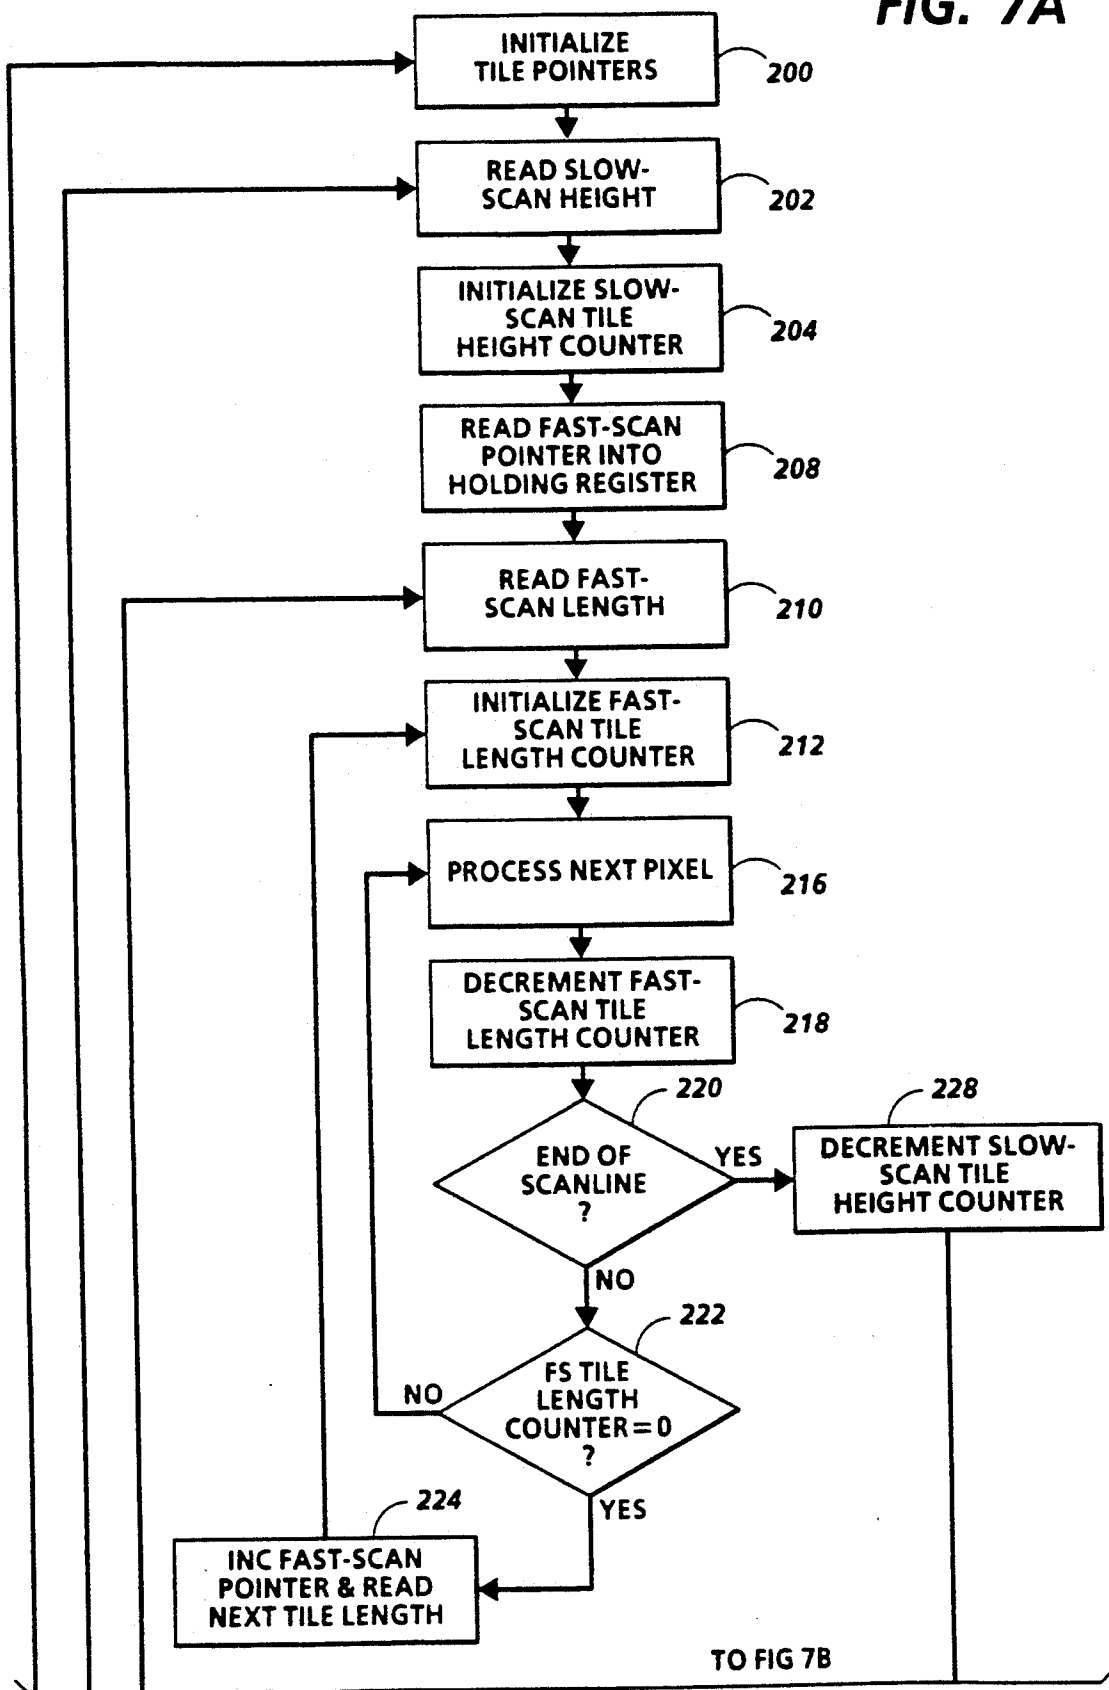 FIG. 7A
INITIALIZE
TILE POINTERS
200
READ SLOW-
SCAN HEIGHT
202
INITIALIZE SLOW-
SCAN TILE
HEIGHT COUNTER
204
READ FAST-SCAN
POINTER INTO
HOLDING REGISTER
208
READ FAST-
SCAN LENGTH
210
INITIALIZE FAST-
SCAN TILE
LENGTH COUNTER
212
PROCESS NEXT PIXEL
216
DECREMENT FAST-
SCAN TILE
LENGTH COUNTER
218
220
END OF
SCANLINE
?
YES
228
DECREMENT SLOW-
SCAN TILE
HEIGHT COUNTER
NO
222
FS TILE
LENGTH
COUNTER = 0
?
NO
YES
224
INC FAST-SCAN
POINTER & READ
NEXT TILE LENGTH
TO FIG 7B